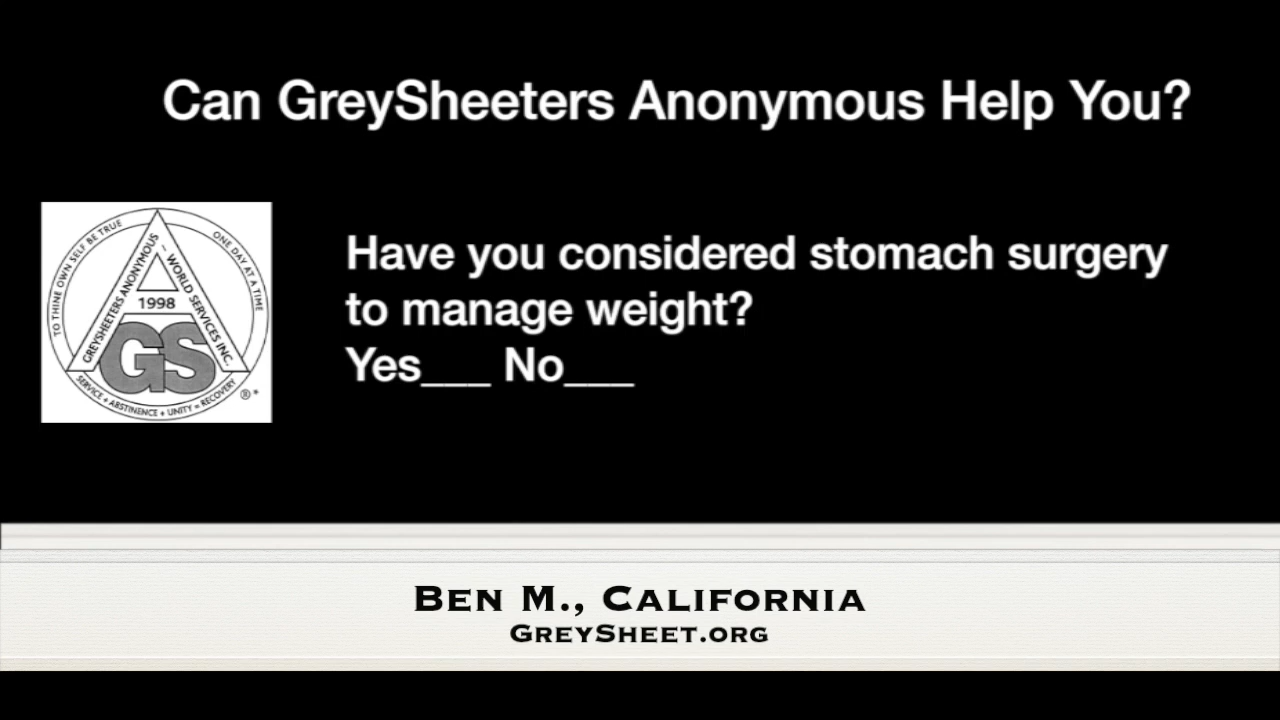 Can GreySheeters Anonymous Help You?
TO THINE OWN SELF BE TRUE
ONE DAY AT A TIME
GREYSHEETERS ANONYMOUS – WORLD SERVICES INC.
1998
GS
SERVICE + ABSTINENCE + UNITY = RECOVERY
®*
Have you considered stomach surgery
to manage weight?
Yes___ No___
BEN M., CALIFORNIA
GREYSHEET.ORG